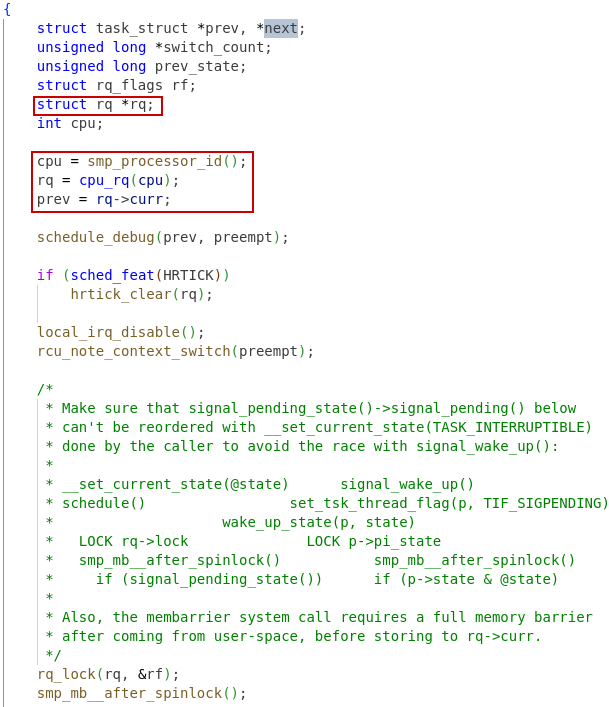 {
    struct task_struct *prev, *next;
    unsigned long *switch_count;
    unsigned long prev_state;
    struct rq_flags rf;
    struct rq *rq;
    int cpu;

    cpu = smp_processor_id();
    rq = cpu_rq(cpu);
    prev = rq->curr;

    schedule_debug(prev, preempt);

    if (sched_feat(HRTICK))
        hrtick_clear(rq);

    local_irq_disable();
    rcu_note_context_switch(preempt);

    /*
     * Make sure that signal_pending_state()->signal_pending() below
     * can't be reordered with __set_current_state(TASK_INTERRUPTIBLE)
     * done by the caller to avoid the race with signal_wake_up():
     *
     * __set_current_state(@state)      signal_wake_up()
     * schedule()                 set_tsk_thread_flag(p, TIF_SIGPENDING)
     *                    wake_up_state(p, state)
     *   LOCK rq->lock              LOCK p->pi_state
     *   smp_mb__after_spinlock()           smp_mb__after_spinlock()
     *     if (signal_pending_state())      if (p->state & @state)
     *
     * Also, the membarrier system call requires a full memory barrier
     * after coming from user-space, before storing to rq->curr.
     */
    rq_lock(rq, &rf);
    smp_mb__after_spinlock();